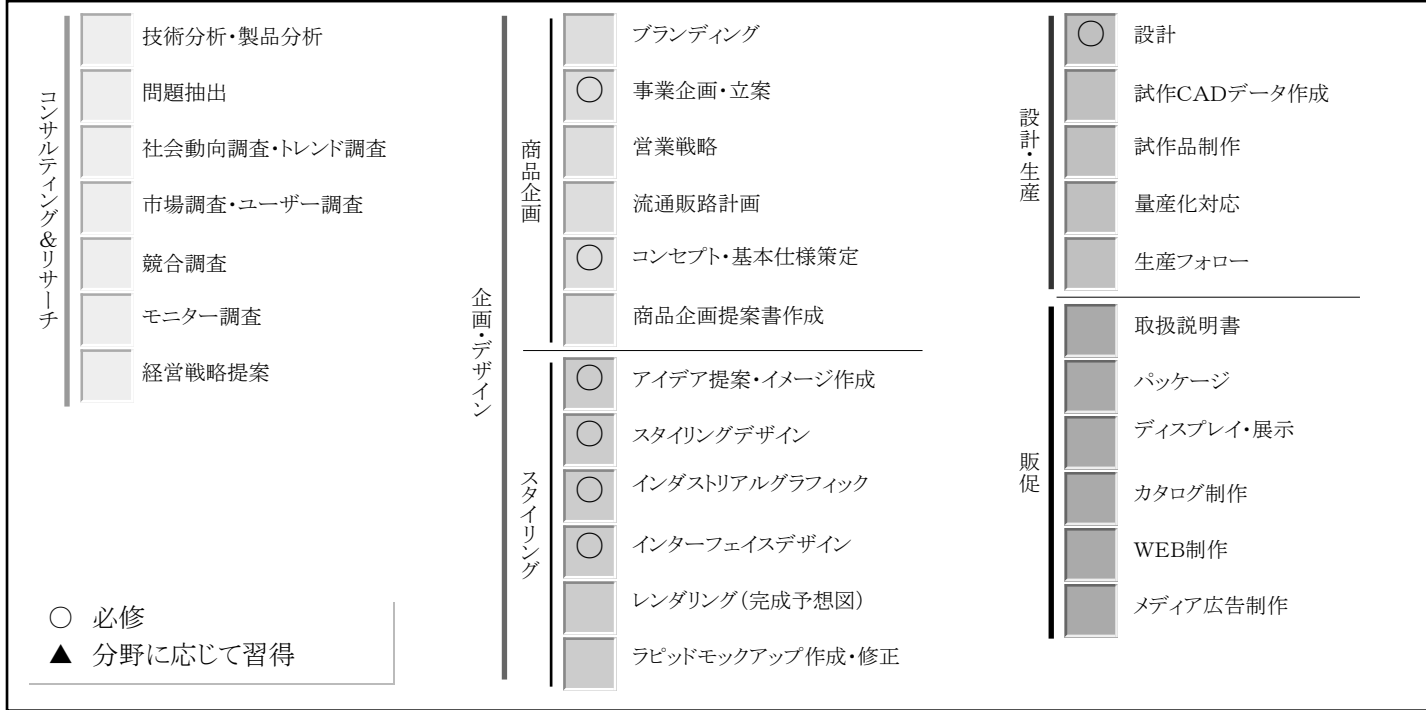 コンサルティング&リサーチ
技術分析・製品分析
問題抽出
社会動向調査・トレンド調査
市場調査・ユーザー調査
競合調査
モニター調査
経営戦略提案
企画・デザイン
商品企画
ブランディング
○ 事業企画・立案
営業戦略
流通販路計画
○ コンセプト・基本仕様策定
商品企画提案書作成
スタイリング
○ アイデア提案・イメージ作成
○ スタイリングデザイン
○ インダストリアルグラフィック
○ インターフェイスデザイン
レンダリング(完成予想図)
ラピッドモックアップ作成・修正
設計・生産
○ 設計
試作CADデータ作成
試作品制作
量産化対応
生産フォロー
販促
取扱説明書
パッケージ
ディスプレイ・展示
カタログ制作
WEB制作
メディア広告制作
○ 必修
▲ 分野に応じて習得